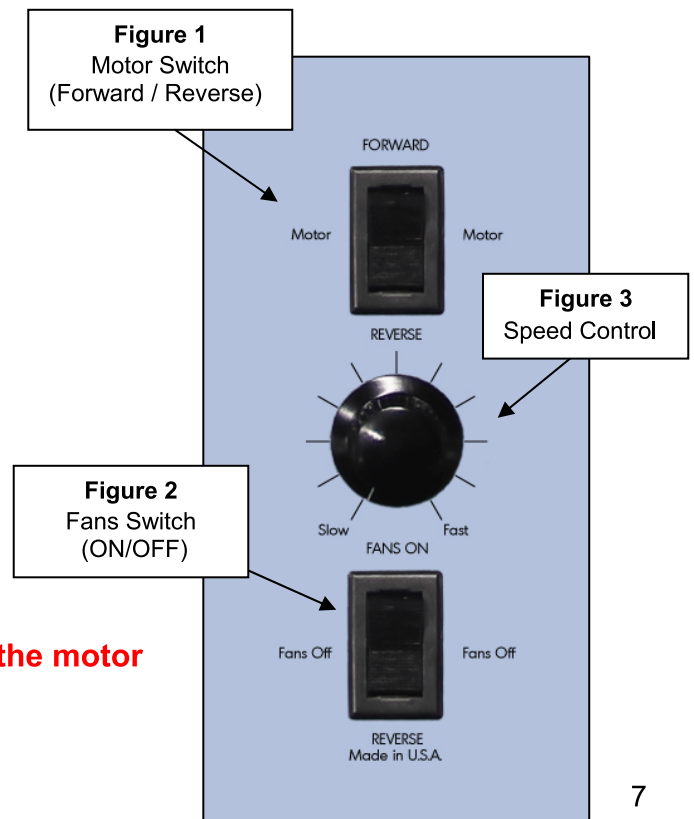 Figure 1
Motor Switch
(Forward / Reverse)
FORWARD
Motor
Motor
REVERSE
Figure 3
Speed Control
Slow
Fast
Figure 2
Fans Switch
(ON/OFF)
FANS ON
Fans Off
Fans Off
the motor
REVERSE
Made in U.S.A.
7